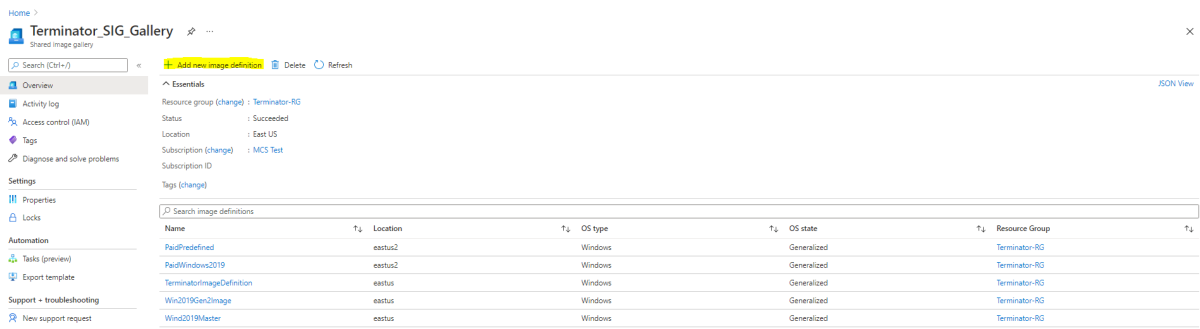 Home >
Terminator_SIG_Gallery ...
Shared image gallery
Search (Ctrl+/) «
Overview
Activity log
Access control (IAM)
Tags
Diagnose and solve problems
Settings
Properties
Locks
Automation
Tasks (preview)
Export template
Support + troubleshooting
New support request
+ Add new image definition Delete Refresh
Essentials JSON View
Resource group (change) : Terminator-RG
Status : Succeeded
Location : East US
Subscription (change) : MCS Test
Subscription ID
Tags (change)
Search image definitions
Name ↑↓ Location ↑↓ OS type ↑↓ OS state ↑↓ Resource Group ↑↓
PaidPredefined eastus2 Windows Generalized Terminator-RG
PaidWindows2019 eastus2 Windows Generalized Terminator-RG
TerminatorImageDefinition eastus Windows Generalized Terminator-RG
Win2019Gen2Image eastus Windows Generalized Terminator-RG
Wind2019Master eastus Windows Generalized Terminator-RG